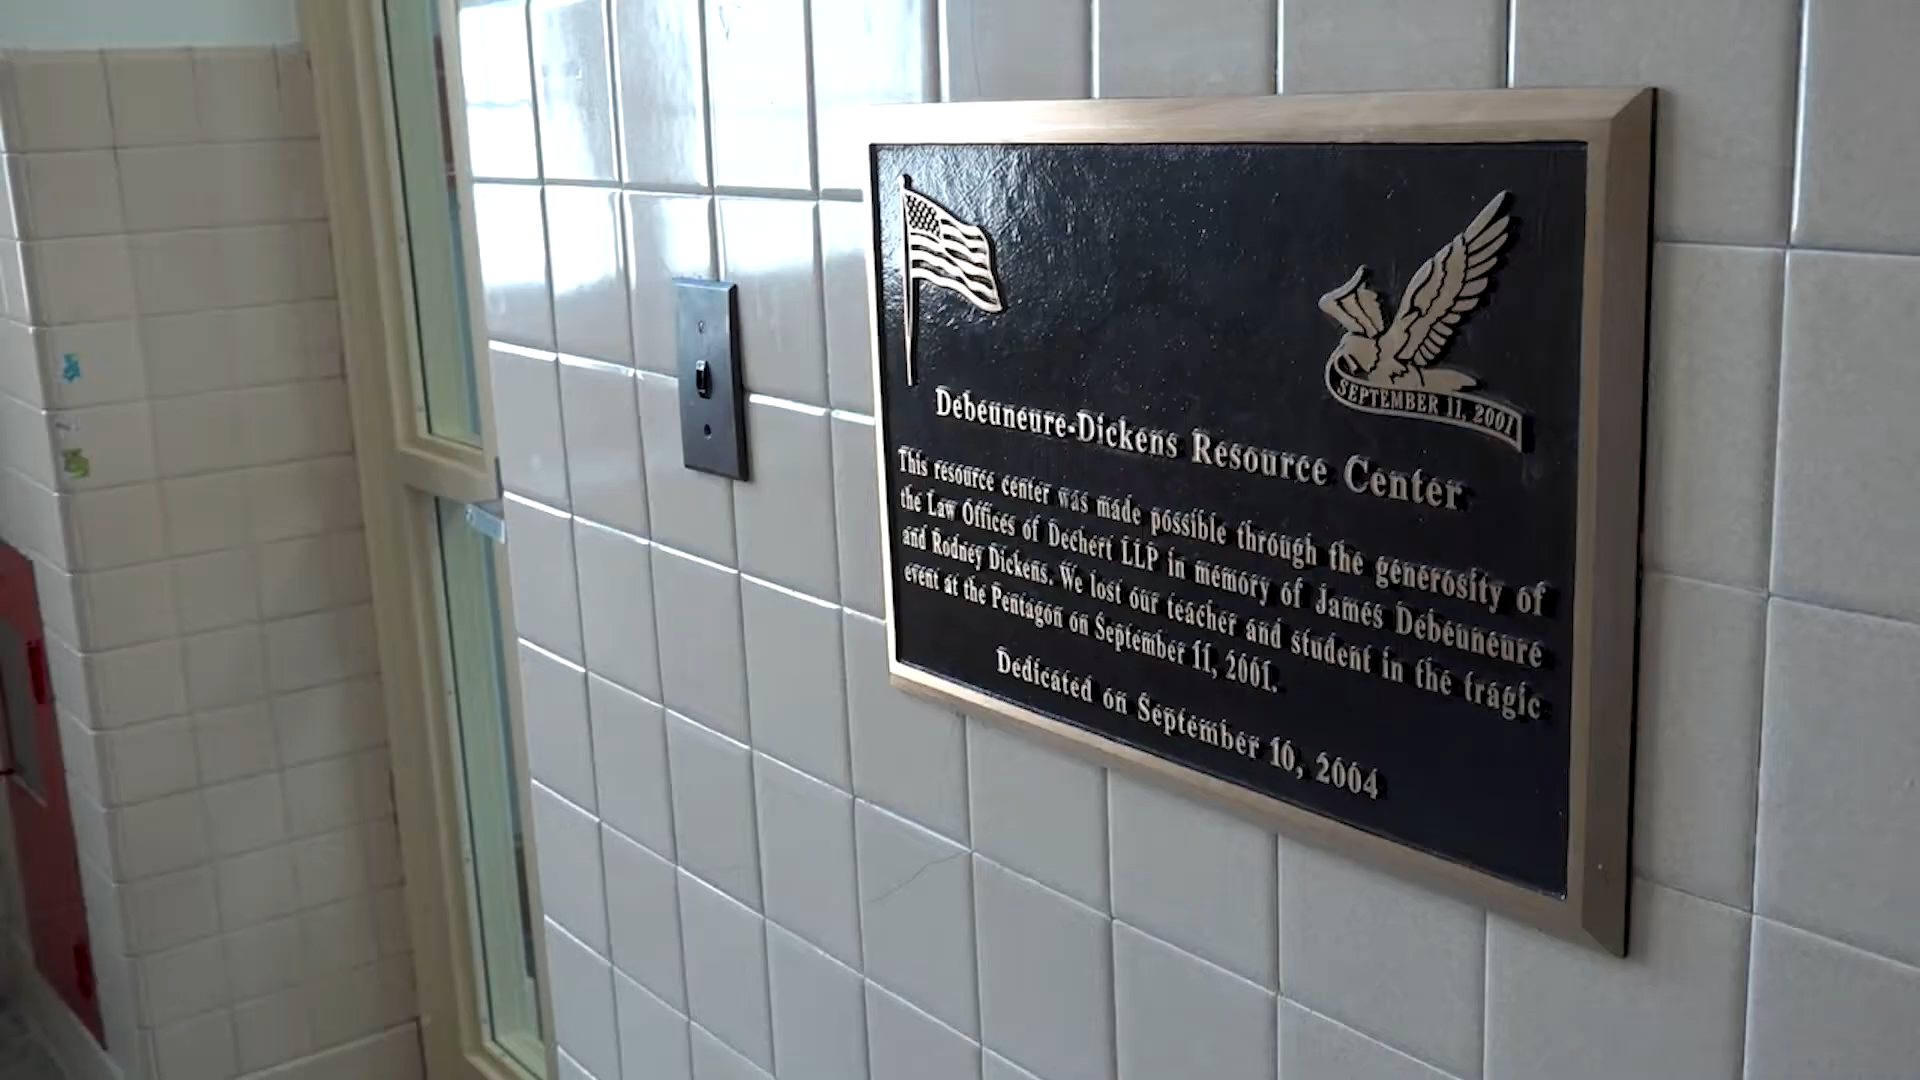 SEPTEMBER 11, 2001
Debeuneure-Dickens Resource Center
This resource center was made possible through the generosity of
the Law Offices of Dechert LLP in memory of James Debeuneure
and Rodney Dickens. We lost our teacher and student in the tragic
event at the Pentagon on September 11, 2001.
Dedicated on September 10, 2004